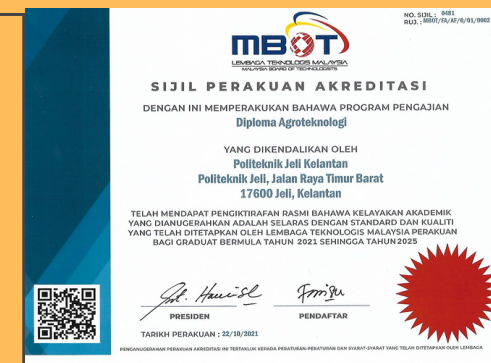 NO. SIJIL : 0481
RUJ. : MBOT/FA/AF/0/01/0002
MBOT
LEMBAGA TEKNOLOGIS MALAYSIA
MALAYSIA BOARD OF TECHNOLOGISTS
SIJIL PERAKUAN AKREDITASI
DENGAN INI MEMPERAKUKAN BAHAWA PROGRAM PENGAJIAN
Diploma Agroteknologi
YANG DIKENDALIKAN OLEH
Politeknik Jeli Kelantan
Politeknik Jeli, Jalan Raya Timur Barat
17600 Jeli, Kelantan
TELAH MENDAPAT PENGIKTIRAFAN RASMI BAHAWA KELAYAKAN AKADEMIK
YANG DIANUGERAHKAN ADALAH SELARAS DENGAN STANDARD DAN KUALITI
YANG TELAH DITETAPKAN OLEH LEMBAGA TEKNOLOGIS MALAYSIA PERAKUAN
BAGI GRADUAT BERMULA TAHUN 2021 SEHINGGA TAHUN 2025
PRESIDEN
PENDAFTAR
TARIKH PERAKUAN : 22/10/2021
PENGANUGERAHAN PERAKUAN AKREDITASI INI TERTAKLUK KEPADA PERATURAN-PERATURAN DAN SYARAT-SYARAT YANG TELAH DITETAPKAN OLEH LEMBAGA